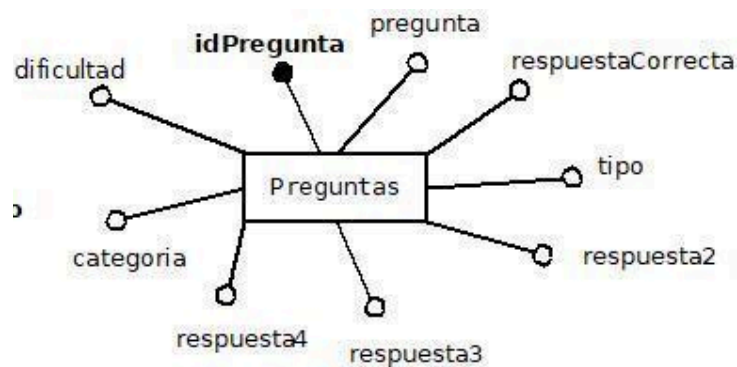 pregunta
idPregunta
respuestaCorrecta
dificultad
tipo
Preguntas
categoria
respuesta2
respuesta4
respuesta3